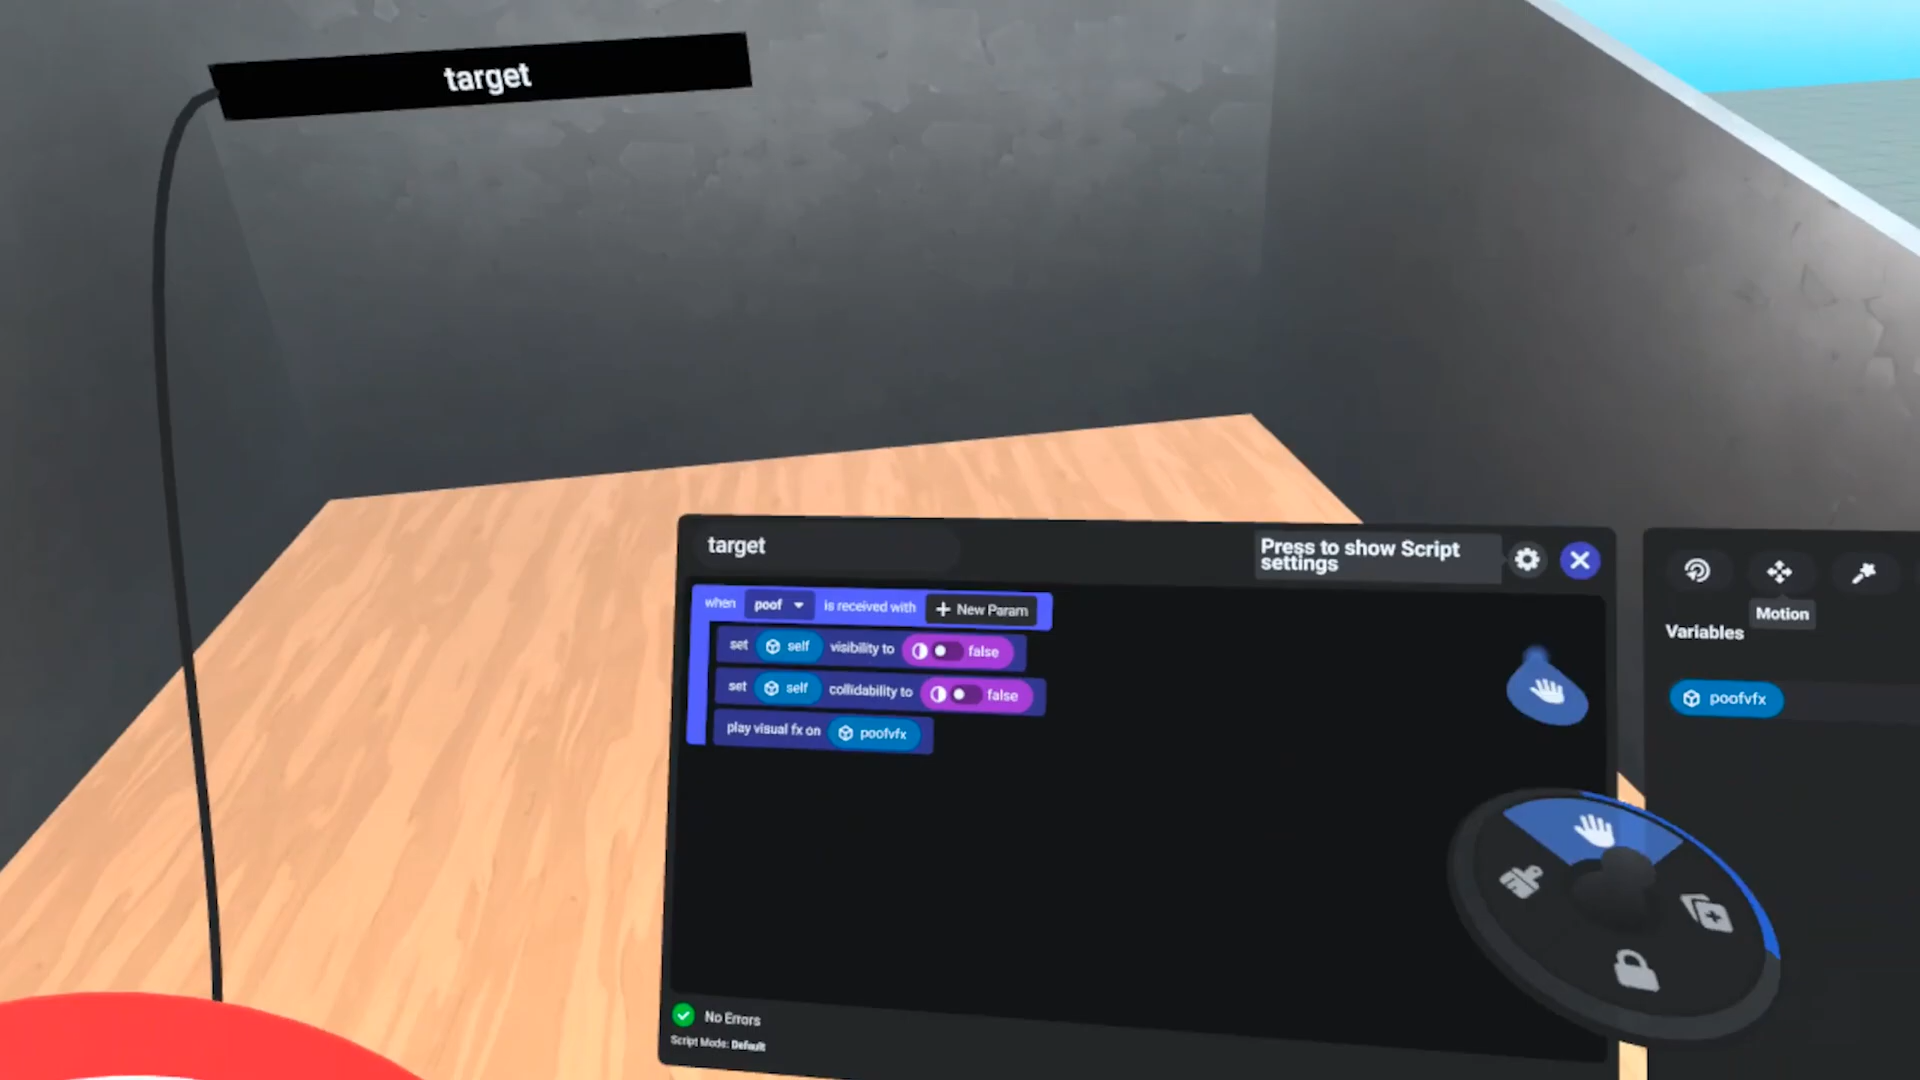 target
target
Press to show Script
settings
when poof is received with + New Param
set self visibility to false
set self collidability to false
play visual fx on poofvfx
Motion
Variables
poofvfx
No Errors
Script Mode: Default